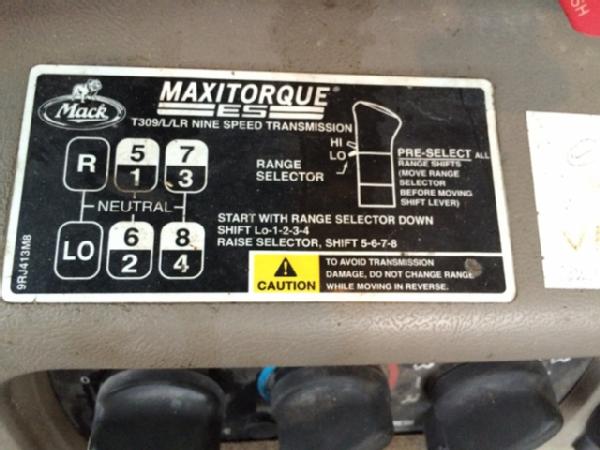 SH
Mack
MAXITORQUE®
ES
T309/L/LR NINE SPEED TRANSMISSION
R 5 7
1 3
NEUTRAL
LO 6 8
2 4
RANGE
SELECTOR
HI
LO
PRE-SELECT ALL
RANGE SHIFTS
(MOVE RANGE
SELECTOR
BEFORE MOVING
SHIFT LEVER)
START WITH RANGE SELECTOR DOWN
SHIFT Lo-1-2-3-4
RAISE SELECTOR, SHIFT 5-6-7-8
CAUTION
TO AVOID TRANSMISSION
DAMAGE, DO NOT CHANGE RANGE
WHILE MOVING IN REVERSE.
9RJ413M8